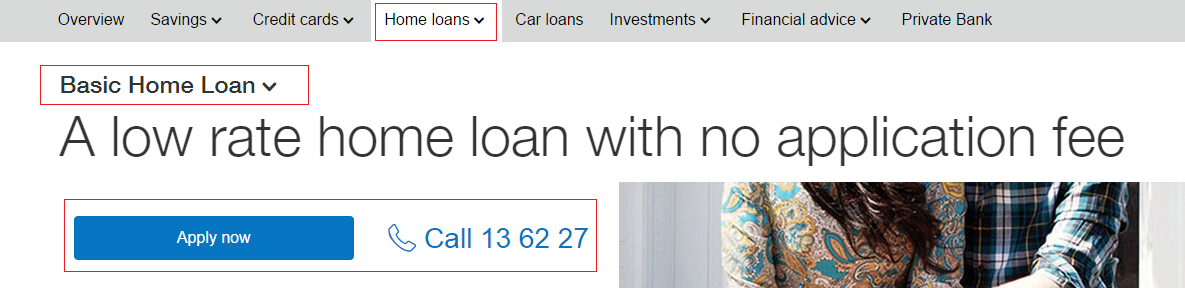 Overview Savings Credit cards Home loans Car loans Investments Financial advice Private Bank
Basic Home Loan
A low rate home loan with no application fee
Apply now Call 13 62 27